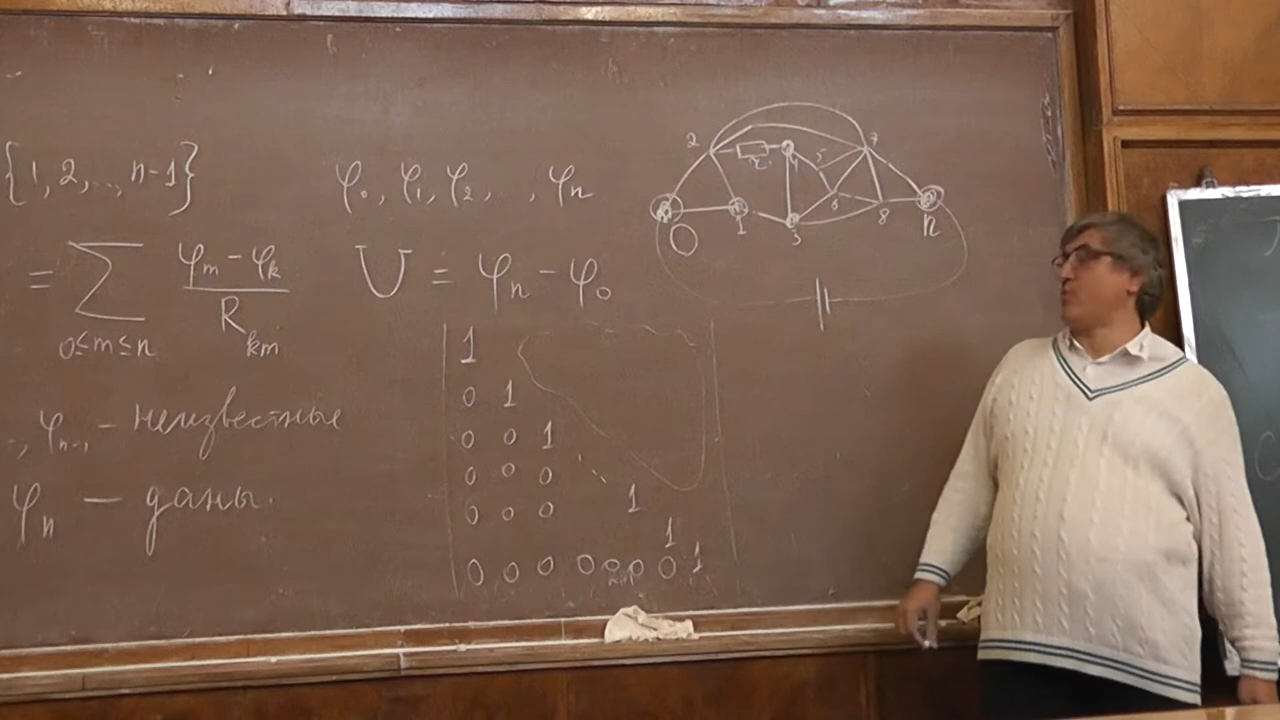 {1, 2, ..., n-1}
φ₀, φ₁, φ₂, ..., φₙ
= ∑ (φₘ - φₖ) / Rₖₘ
0≤m≤n
U = φₙ - φ₀
, φₙ₋₁, - неизвестные
φₙ — даны.
1
0 1
0 0 1
0 0 0
0 0 0 1
1
0 0 0 0 0 0 0 1
2 7
4 5
r
6
0 1 3 8 n